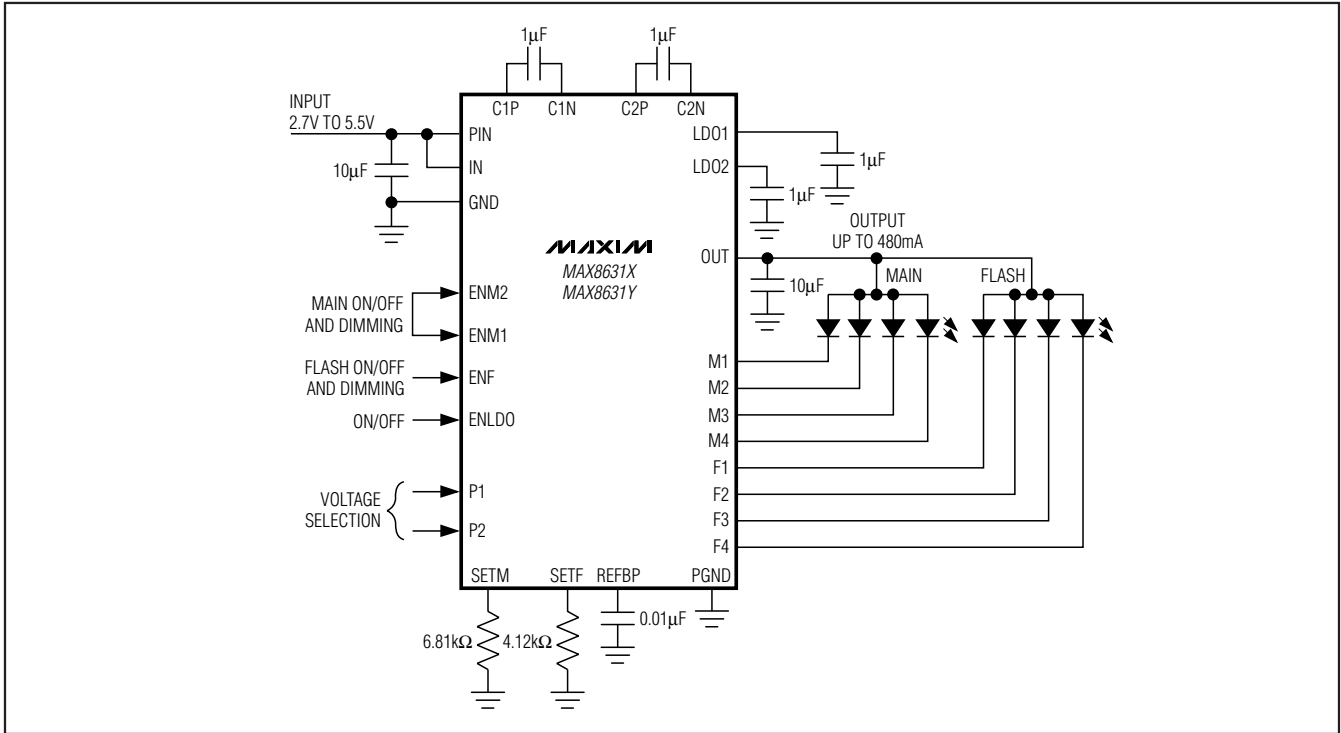 1µF
1µF
INPUT
2.7V TO 5.5V
C1P
C1N
C2P
C2N
PIN
IN
GND
10µF
LDO1
LDO2
1µF
1µF
MAXIM
MAX8631X
MAX8631Y
OUTPUT
UP TO 480mA
OUT
10µF
MAIN
FLASH
MAIN ON/OFF
AND DIMMING
ENM2
ENM1
FLASH ON/OFF
AND DIMMING
ENF
ON/OFF
ENLDO
VOLTAGE
SELECTION
P1
P2
M1
M2
M3
M4
F1
F2
F3
F4
SETM
SETF
REFBP
PGND
6.81kΩ
4.12kΩ
0.01µF